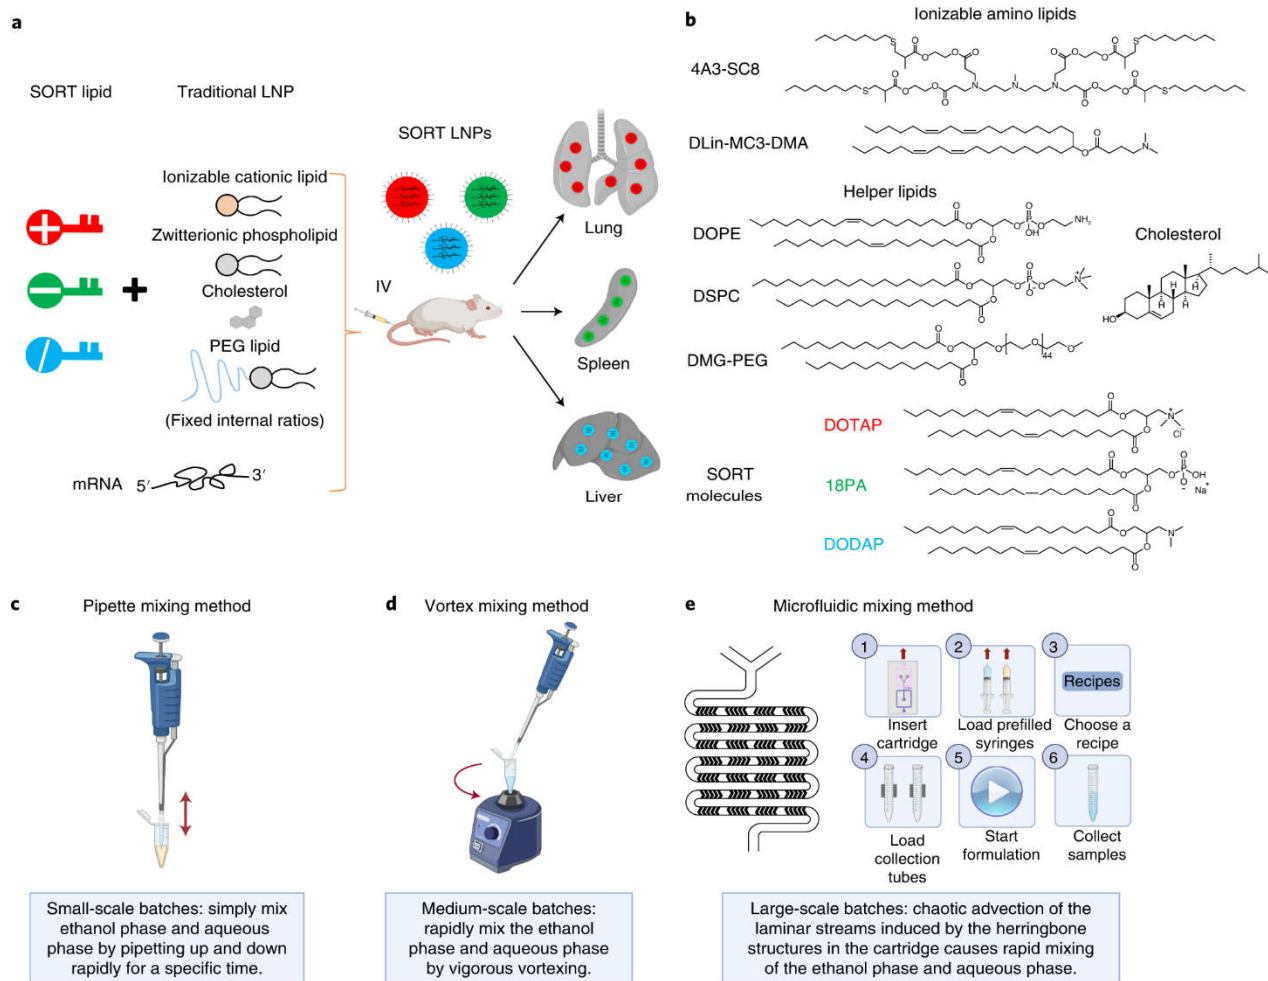 a
SORT lipid
Traditional LNP
Ionizable cationic lipid
Zwitterionic phospholipid
Cholesterol
PEG lipid
(Fixed internal ratios)
mRNA
5′
3′
SORT LNPs
IV
Lung
Spleen
Liver
b
Ionizable amino lipids
4A3-SC8
DLin-MC3-DMA
Helper lipids
DOPE
DSPC
DMG-PEG
Cholesterol
SORT
molecules
DOTAP
18PA
DODAP
c
Pipette mixing method
Small-scale batches: simply mix
ethanol phase and aqueous
phase by pipetting up and down
rapidly for a specific time.
d
Vortex mixing method
Medium-scale batches:
rapidly mix the ethanol
phase and aqueous phase
by vigorous vortexing.
e
Microfluidic mixing method
1
Insert
cartridge
2
Load prefilled
syringes
3
Recipes
Choose a
recipe
4
Load
collection
tubes
5
Start
formulation
6
Collect
samples
Large-scale batches: chaotic advection of the
laminar streams induced by the herringbone
structures in the cartridge causes rapid mixing
of the ethanol phase and aqueous phase.